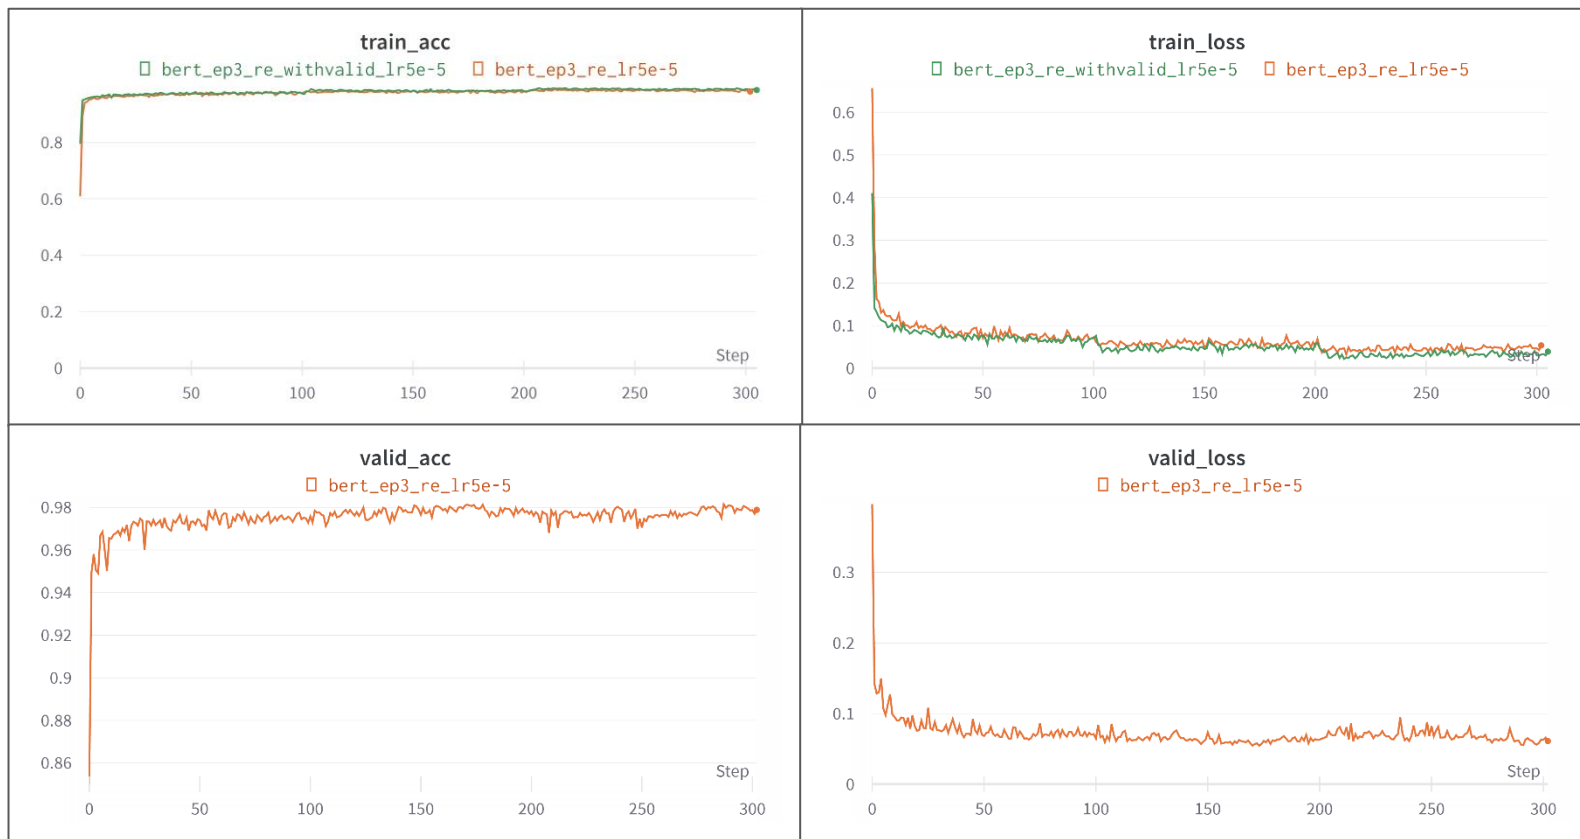 train_acc
bert_ep3_re_withvalid_lr5e-5 bert_ep3_re_lr5e-5
0.8
0.6
0.4
0.2
0
Step
0 50 100 150 200 250 300
train_loss
bert_ep3_re_withvalid_lr5e-5 bert_ep3_re_lr5e-5
0.6
0.5
0.4
0.3
0.2
0.1
0
Step
0 50 100 150 200 250 300
valid_acc
bert_ep3_re_lr5e-5
0.98
0.96
0.94
0.92
0.9
0.88
0.86
Step
0 50 100 150 200 250 300
valid_loss
bert_ep3_re_lr5e-5
0.3
0.2
0.1
0
Step
0 50 100 150 200 250 300